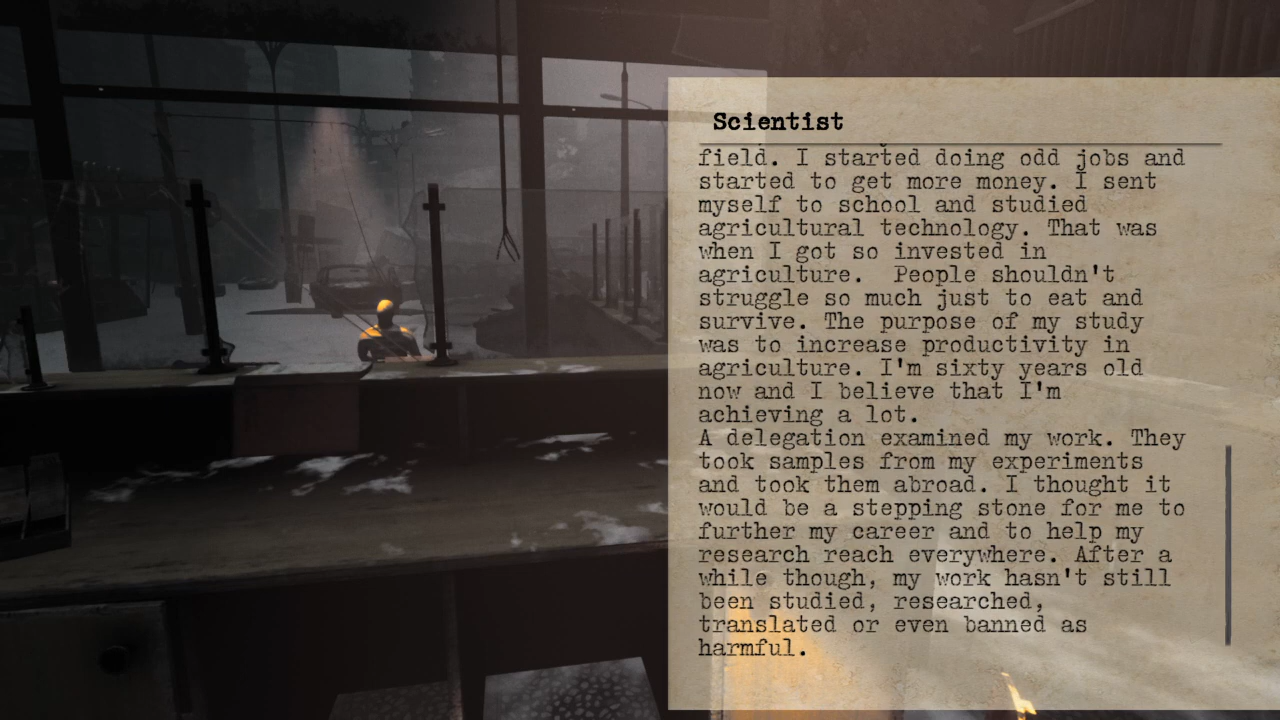 Scientist
field. I started doing odd jobs and
started to get more money. I sent
myself to school and studied
agricultural technology. That was
when I got so invested in
agriculture.  People shouldn't
struggle so much just to eat and
survive. The purpose of my study
was to increase productivity in
agriculture. I'm sixty years old
now and I believe that I'm
achieving a lot.
A delegation examined my work. They
took samples from my experiments
and took them abroad. I thought it
would be a stepping stone for me to
further my career and to help my
research reach everywhere. After a
while though, my work hasn't still
been studied, researched,
translated or even banned as
harmful.